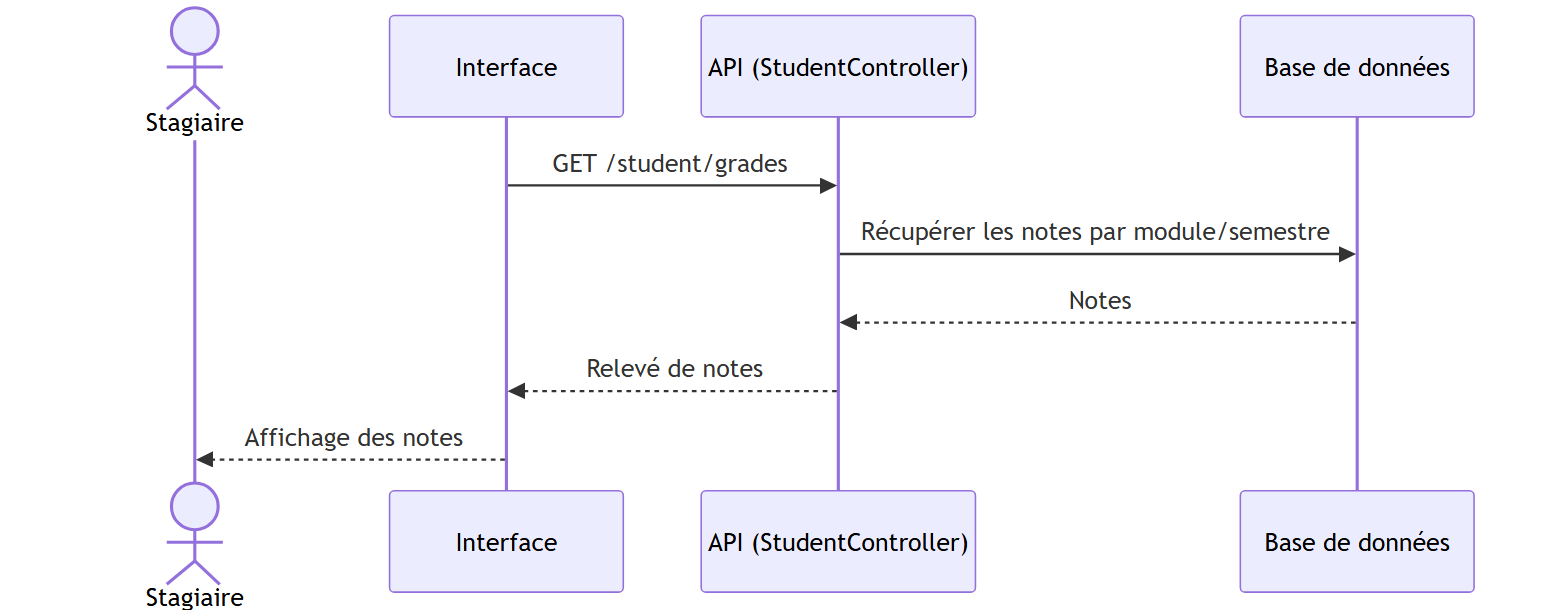 Stagiaire
Interface
API (StudentController)
Base de données
GET /student/grades
Récupérer les notes par module/semestre
Notes
Relevé de notes
Affichage des notes
Stagiaire
Interface
API (StudentController)
Base de données